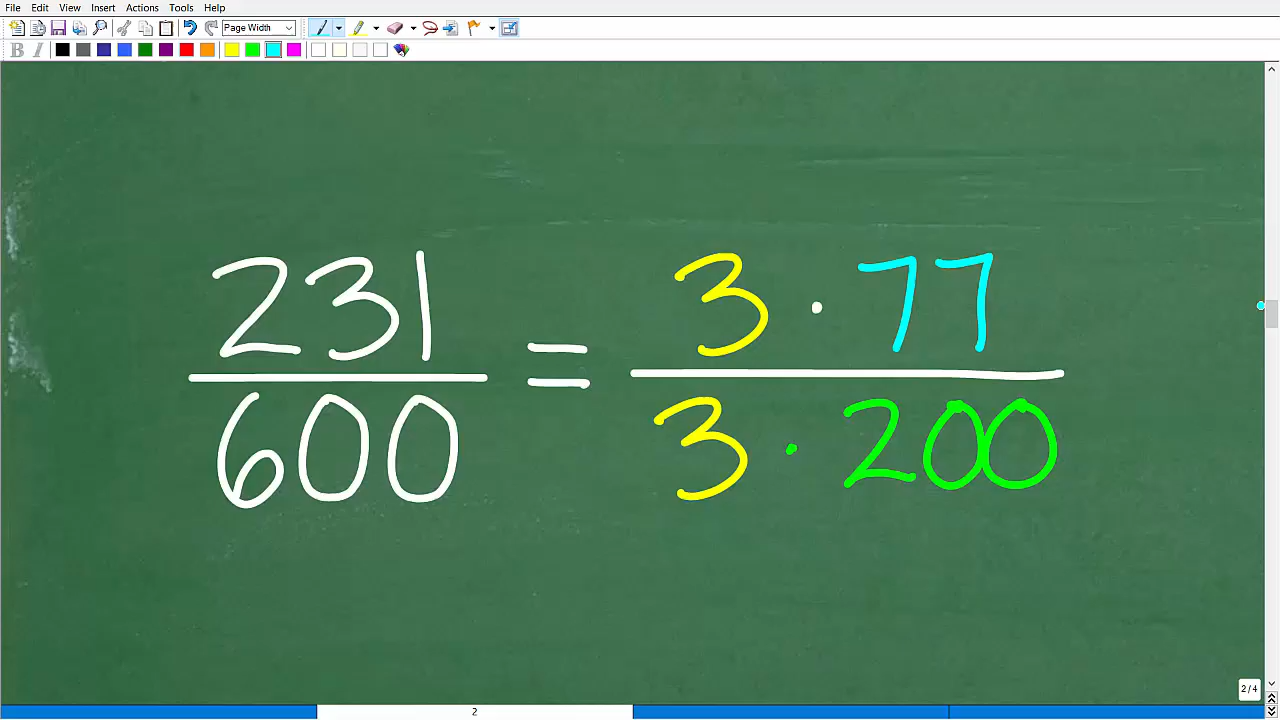 File Edit View Insert Actions Tools Help
Page Width
B I
231 3 · 77
=
600 3 · 200
2 / 4
2